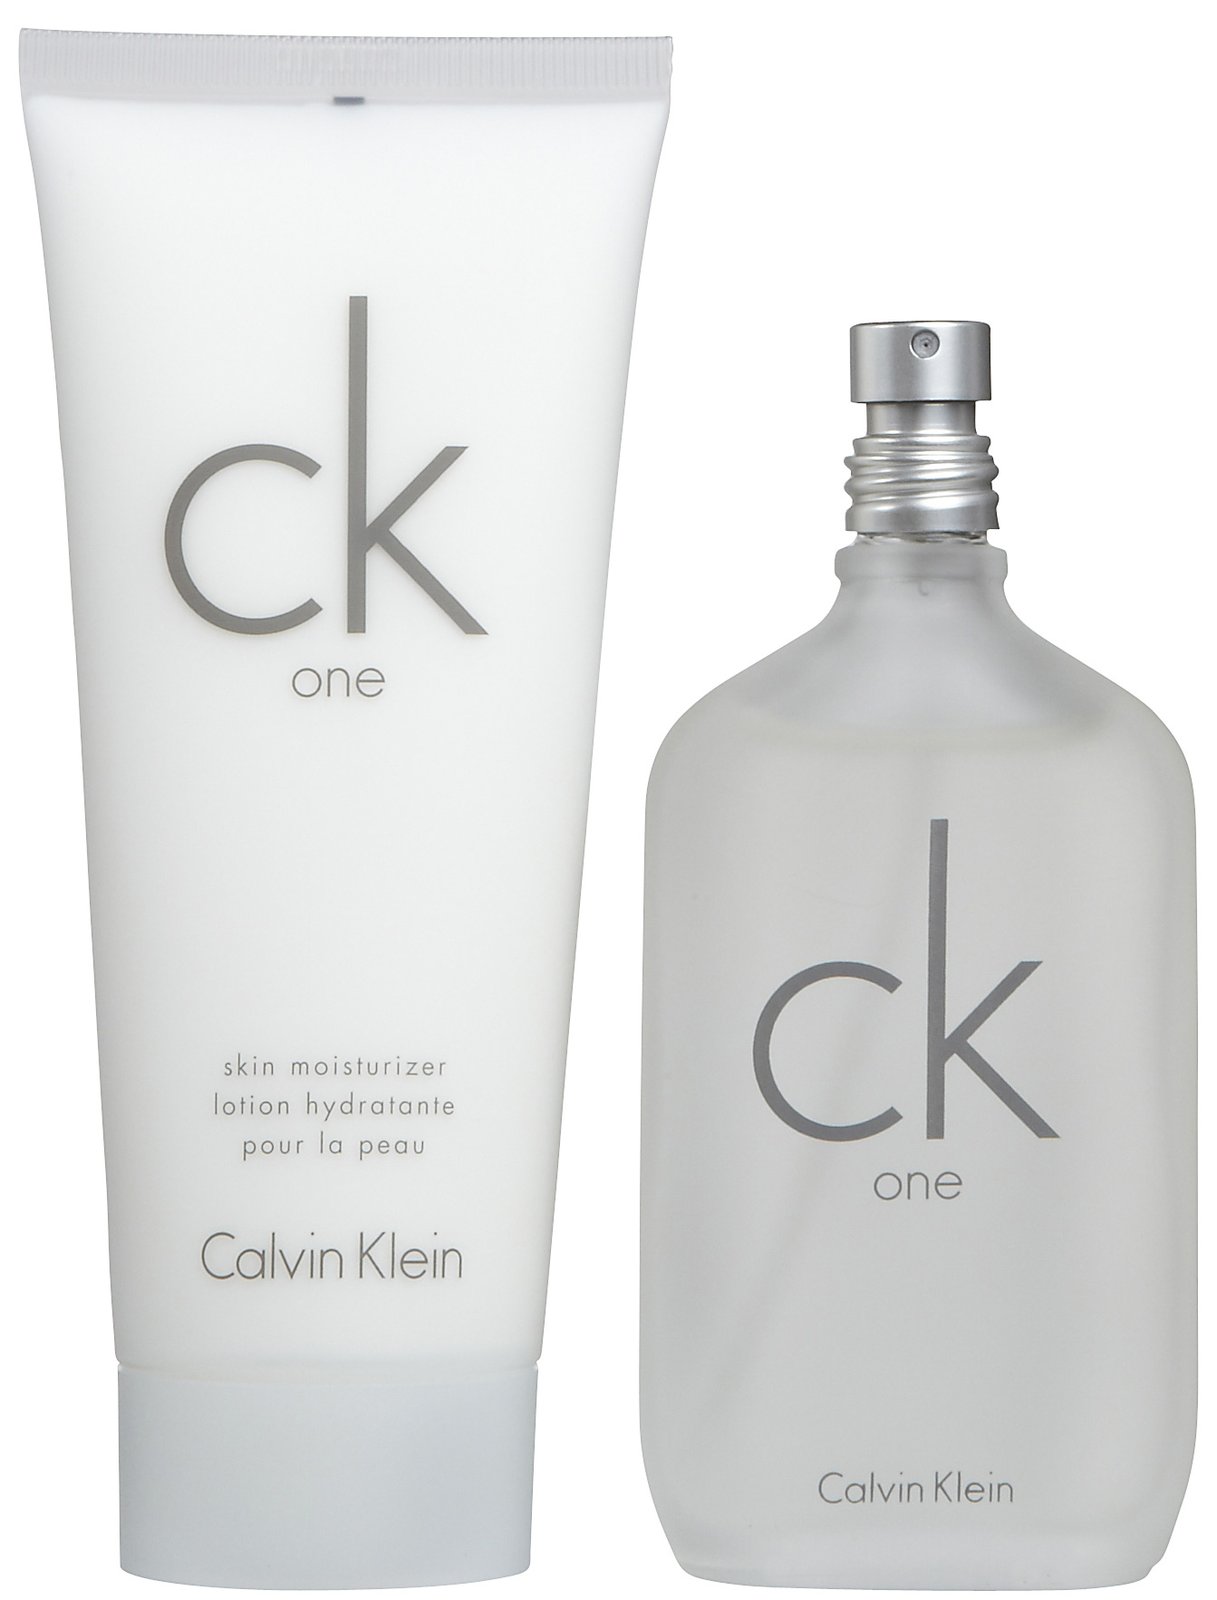 ck
one
skin moisturizer
lotion hydratante
pour la peau
Calvin Klein
ck
one
Calvin Klein